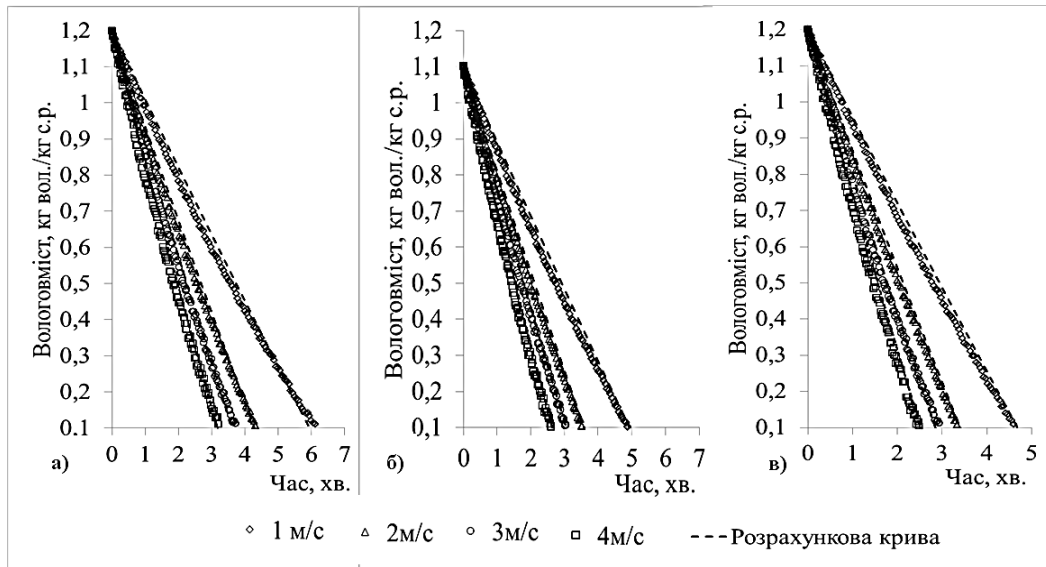 Вологовміст, кг вол./кг с.р.
1,2
1,1
1
0,9
0,8
0,7
0,6
0,5
0,4
0,3
0,2
0,1
0 1 2 3 4 5 6 7
а)
Час, хв.
Вологовміст, кг вол./кг с.р.
1,2
1,1
1
0,9
0,8
0,7
0,6
0,5
0,4
0,3
0,2
0,1
0 1 2 3 4 5 6 7
б)
Час, хв.
Вологовміст, кг вол./кг с.р.
1,2
1,1
1
0,9
0,8
0,7
0,6
0,5
0,4
0,3
0,2
0,1
0 1 2 3 4 5
в)
Час, хв.
1 м/с 2м/с 3м/с 4м/с Розрахункова крива